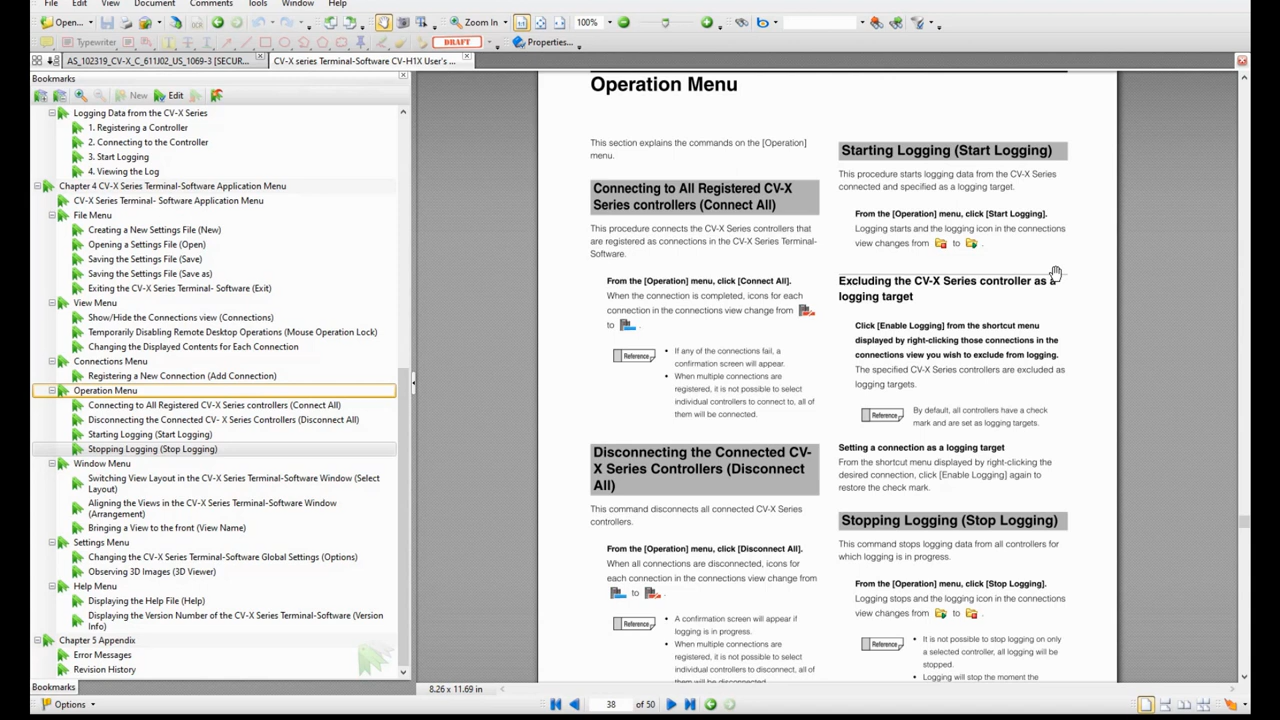 File Edit View Document Comments Tools Window Help
Open... Zoom In 100%
Typewriter DRAFT Properties...
AS_102319_CV-X_C_611J02_US_1069-3 [SECUR... CV-X series Terminal-Software CV-H1X User's ...
Bookmarks
New Edit
Logging Data from the CV-X Series
1. Registering a Controller
2. Connecting to the Controller
3. Start Logging
4. Viewing the Log
Chapter 4 CV-X Series Terminal-Software Application Menu
CV-X Series Terminal- Software Application Menu
File Menu
Creating a New Settings File (New)
Opening a Settings File (Open)
Saving the Settings File (Save)
Saving the Settings File (Save as)
Exiting the CV-X Series Terminal- Software (Exit)
View Menu
Show/Hide the Connections view (Connections)
Temporarily Disabling Remote Desktop Operations (Mouse Operation Lock)
Changing the Displayed Contents for Each Connection
Connections Menu
Registering a New Connection (Add Connection)
Operation Menu
Connecting to All Registered CV-X Series controllers (Connect All)
Disconnecting the Connected CV- X Series Controllers (Disconnect All)
Starting Logging (Start Logging)
Stopping Logging (Stop Logging)
Window Menu
Switching View Layout in the CV-X Series Terminal-Software Window (Select
Layout)
Aligning the Views in the CV-X Series Terminal-Software Window
(Arrangement)
Bringing a View to the front (View Name)
Settings Menu
Changing the CV-X Series Terminal-Software Global Settings (Options)
Observing 3D Images (3D Viewer)
Help Menu
Displaying the Help File (Help)
Displaying the Version Number of the CV-X Series Terminal-Software (Version
Info)
Chapter 5 Appendix
Error Messages
Revision History
Bookmarks
Options
Operation Menu
This section explains the commands on the [Operation]
menu.
Connecting to All Registered CV-X
Series controllers (Connect All)
This procedure connects the CV-X Series controllers that
are registered as connections in the CV-X Series Terminal-
Software.
From the [Operation] menu, click [Connect All].
When the connection is completed, icons for each
connection in the connections view change from
to .
Reference
• If any of the connections fail, a
confirmation screen will appear.
• When multiple connections are
registered, it is not possible to select
individual controllers to connect to, all of
them will be connected.
Disconnecting the Connected CV-
X Series Controllers (Disconnect
All)
This command disconnects all connected CV-X Series
controllers.
From the [Operation] menu, click [Disconnect All].
When all connections are disconnected, icons for
each connection in the connections view change from
to .
Reference
• A confirmation screen will appear if
logging is in progress.
• When multiple connections are
registered, it is not possible to select
individual controllers to disconnect, all of
them will be disconnected.
Starting Logging (Start Logging)
This procedure starts logging data from the CV-X Series
connected and specified as a logging target.
From the [Operation] menu, click [Start Logging].
Logging starts and the logging icon in the connections
view changes from to .
Excluding the CV-X Series controller as a
logging target
Click [Enable Logging] from the shortcut menu
displayed by right-clicking those connections in the
connections view you wish to exclude from logging.
The specified CV-X Series controllers are excluded as
logging targets.
Reference
By default, all controllers have a check
mark and are set as logging targets.
Setting a connection as a logging target
From the shortcut menu displayed by right-clicking the
desired connection, click [Enable Logging] again to
restore the check mark.
Stopping Logging (Stop Logging)
This command stops logging data from all controllers for
which logging is in progress.
From the [Operation] menu, click [Stop Logging].
Logging stops and the logging icon in the connections
view changes from to .
Reference
• It is not possible to stop logging on only
a selected controller, all logging will be
stopped.
• Logging will stop the moment the
8.26 x 11.69 in
38 of 50